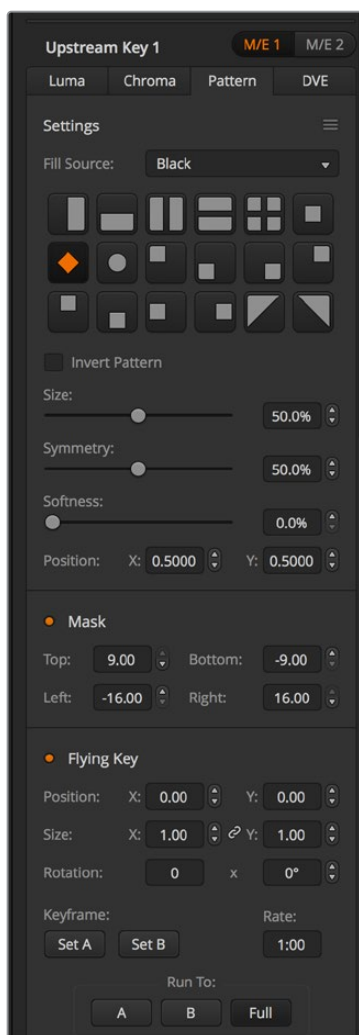 Upstream Key 1 M/E 1 M/E 2
Luma Chroma Pattern DVE
Settings
Fill Source: Black
Invert Pattern
Size:
50.0%
Symmetry:
50.0%
Softness:
0.0%
Position: X: 0.5000 Y: 0.5000
Mask
Top: 9.00 Bottom: -9.00
Left: -16.00 Right: 16.00
Flying Key
Position: X: 0.00 Y: 0.00
Size: X: 1.00 Y: 1.00
Rotation: 0 x 0°
Keyframe: Rate:
Set A Set B 1:00
Run To:
A B Full